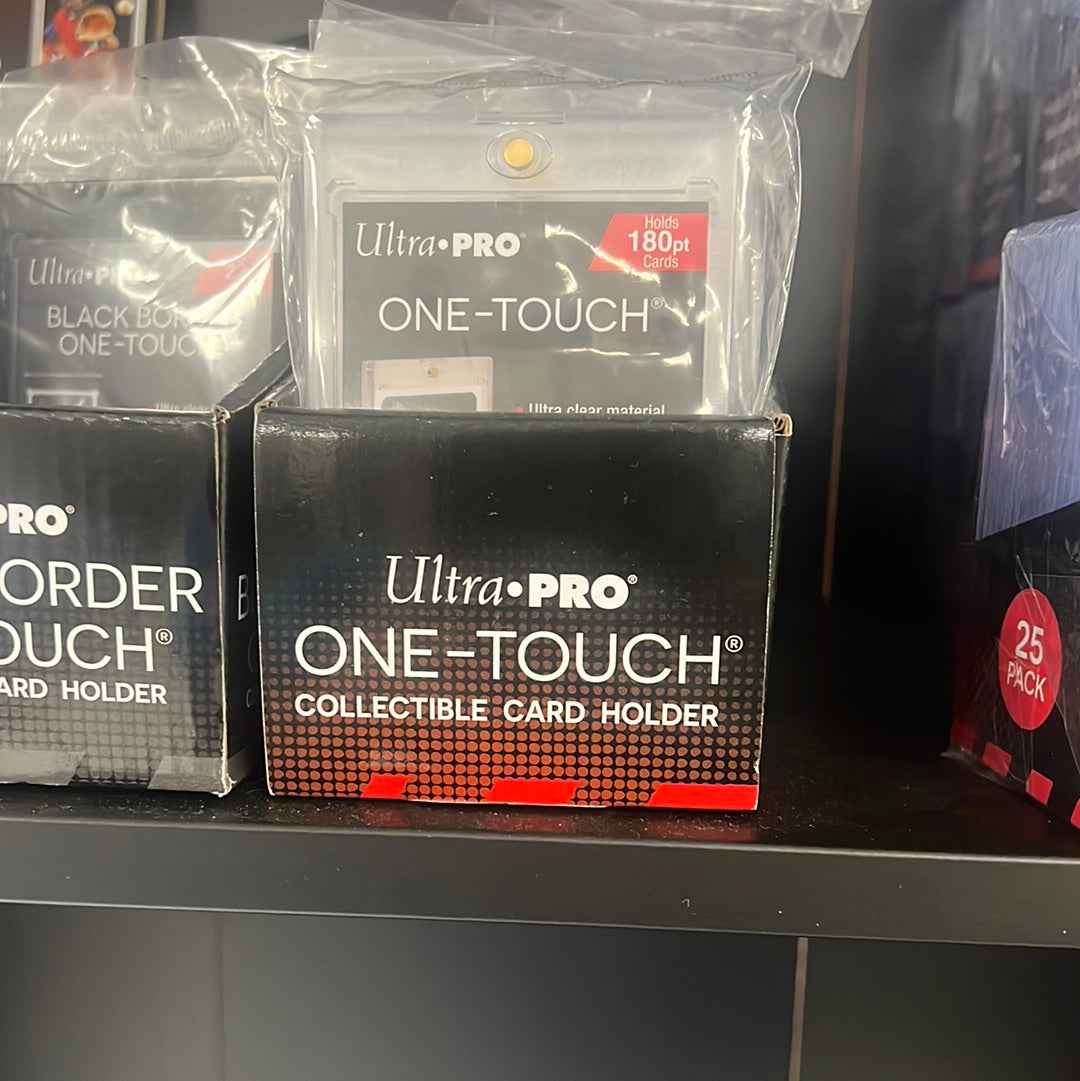 Ultra•PRO
BLACK BOR
ONE-TOUC
PRO®
ORDER
OUCH®
ARD HOLDER
Ultra•PRO®
Holds
180pt
Cards
ONE-TOUCH®
• Ultra clear material
Ultra•PRO®
ONE-TOUCH®
COLLECTIBLE CARD HOLDER
25
PACK